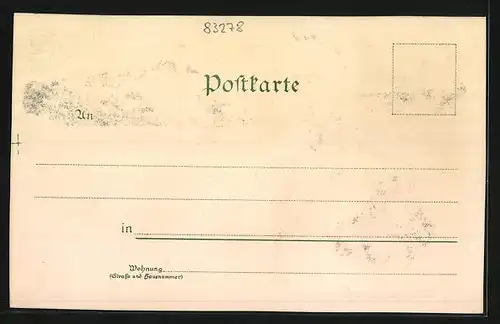 83278
Postkarte
An
in
Wohnung
(Straße und Hausnummer)